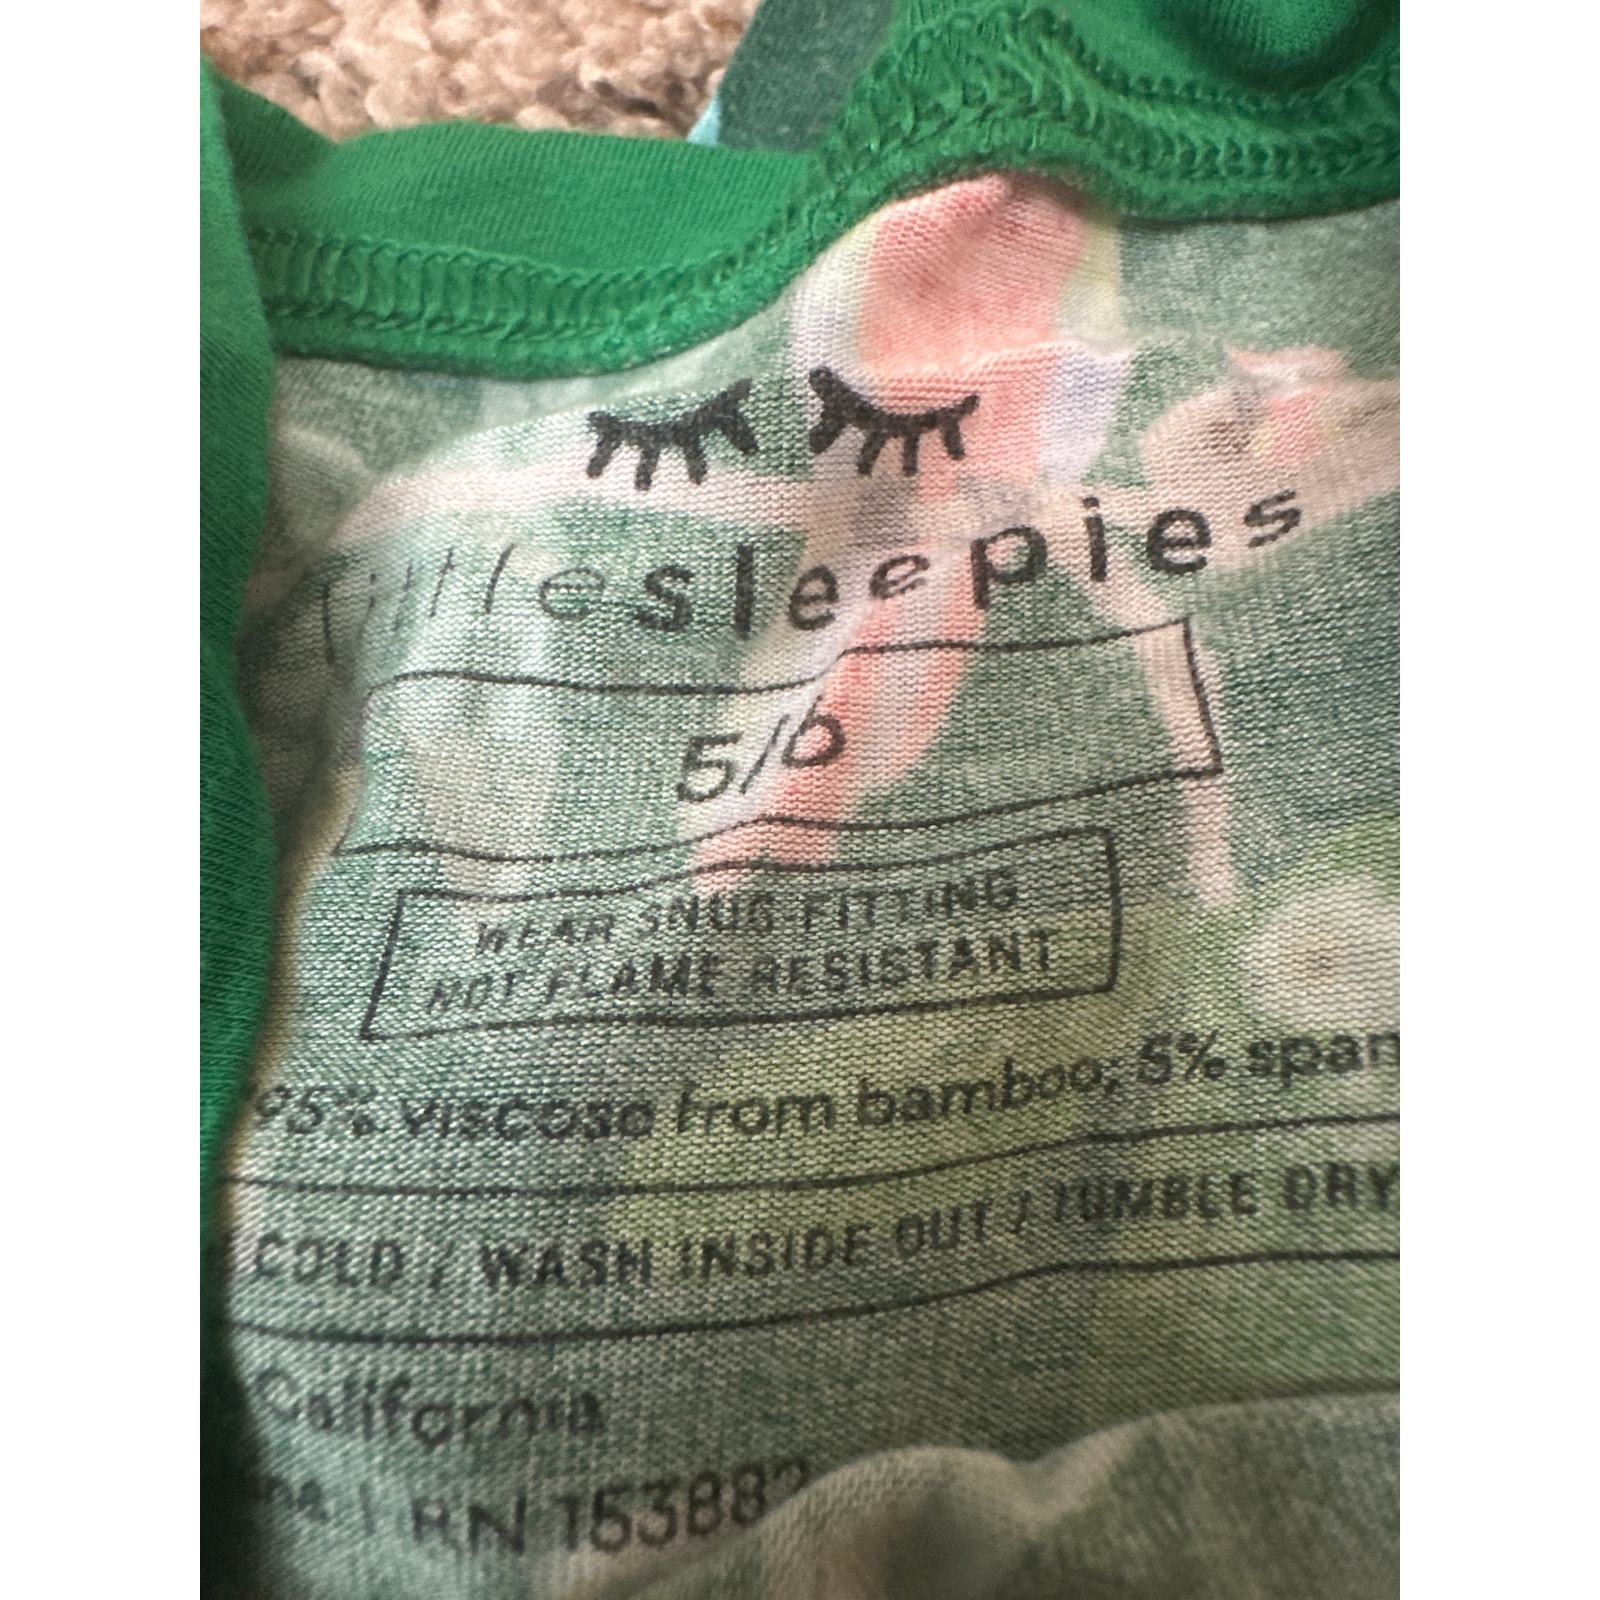 littlesleepies
5/6
WEAR SNUG-FITTING
NOT FLAME RESISTANT
95% viscose from bamboo; 5% span
COLD / WASH INSIDE OUT / TUMBLE DRY
California
RN 153882